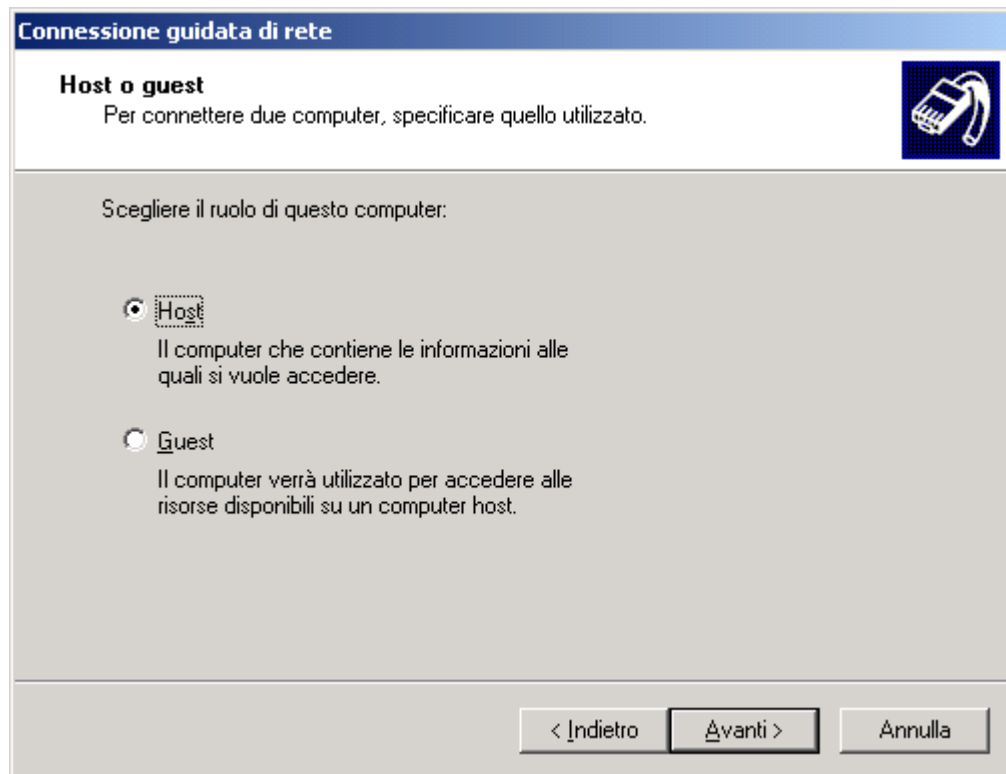 Connessione guidata di rete
Host o guest
Per connettere due computer, specificare quello utilizzato.
Scegliere il ruolo di questo computer:
Host
Il computer che contiene le informazioni alle
quali si vuole accedere.
Guest
Il computer verrà utilizzato per accedere alle
risorse disponibili su un computer host.
< Indietro
Avanti >
Annulla